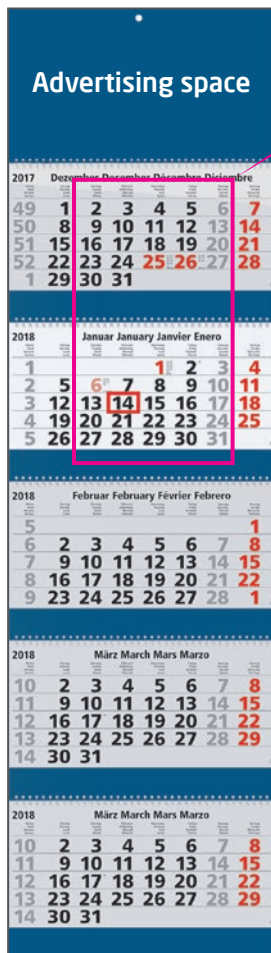 Advertising space
2017 Dezember December Décembre Diciembre
49 1 2 3 4 5 6 7
50 8 9 10 11 12 13 14
51 15 16 17 18 19 20 21
52 22 23 24 25 26 27 28
1 29 30 31
2018 Januar January Janvier Enero
1 1 2 3 4
2 5 6 7 8 9 10 11
3 12 13 14 15 16 17 18
4 19 20 21 22 23 24 25
5 26 27 28 29 30 31
2018 Februar February Février Febrero
5 1
6 2 3 4 5 6 7 8
7 9 10 11 12 13 14 15
8 16 17 18 19 20 21 22
9 23 24 25 26 27 28 1
2018 März March Mars Marzo
10 2 3 4 5 6 7 8
11 9 10 11 12 13 14 15
12 16 17 18 19 20 21 22
13 23 24 25 26 27 28 29
14 30 31
2018 März March Mars Marzo
10 2 3 4 5 6 7 8
11 9 10 11 12 13 14 15
12 16 17 18 19 20 21 22
13 23 24 25 26 27 28 29
14 30 31